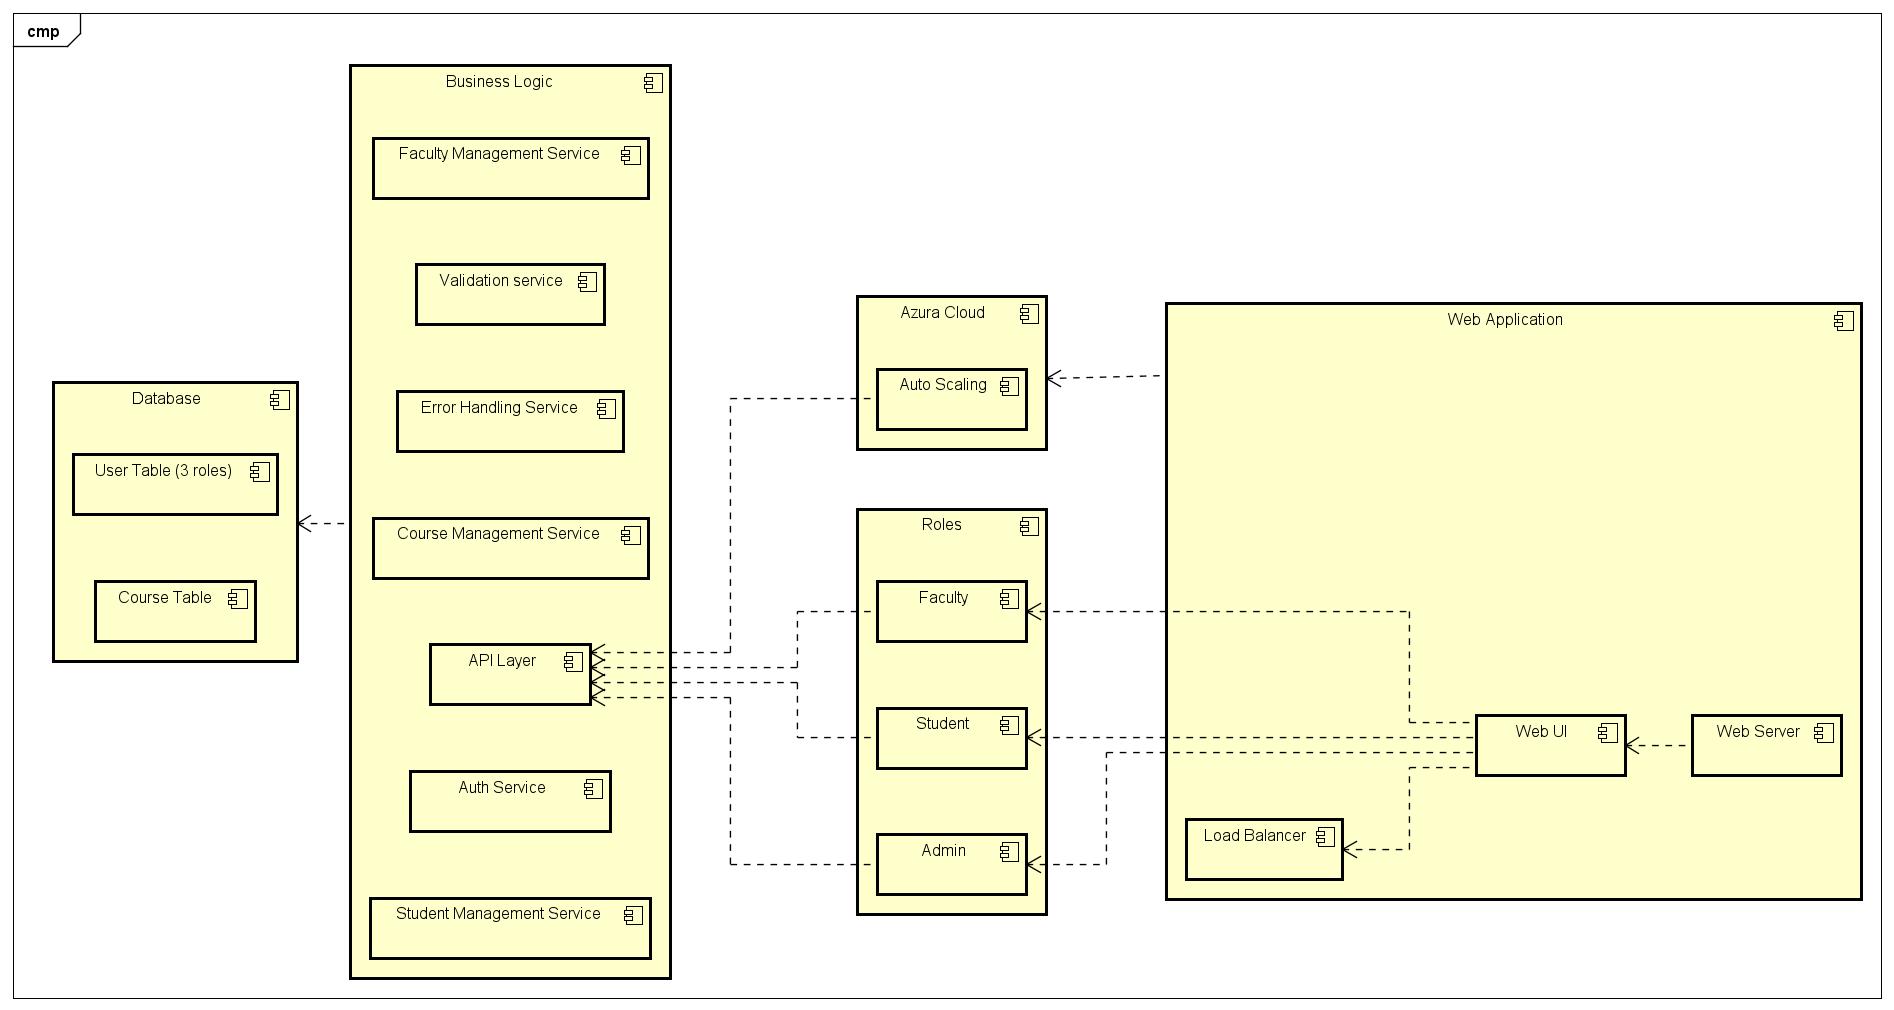 cmp
Business Logic
Faculty Management Service
Validation service
Error Handling Service
Course Management Service
API Layer
Auth Service
Student Management Service
Database
User Table (3 roles)
Course Table
Azura Cloud
Auto Scaling
Roles
Faculty
Student
Admin
Web Application
Web UI
Web Server
Load Balancer